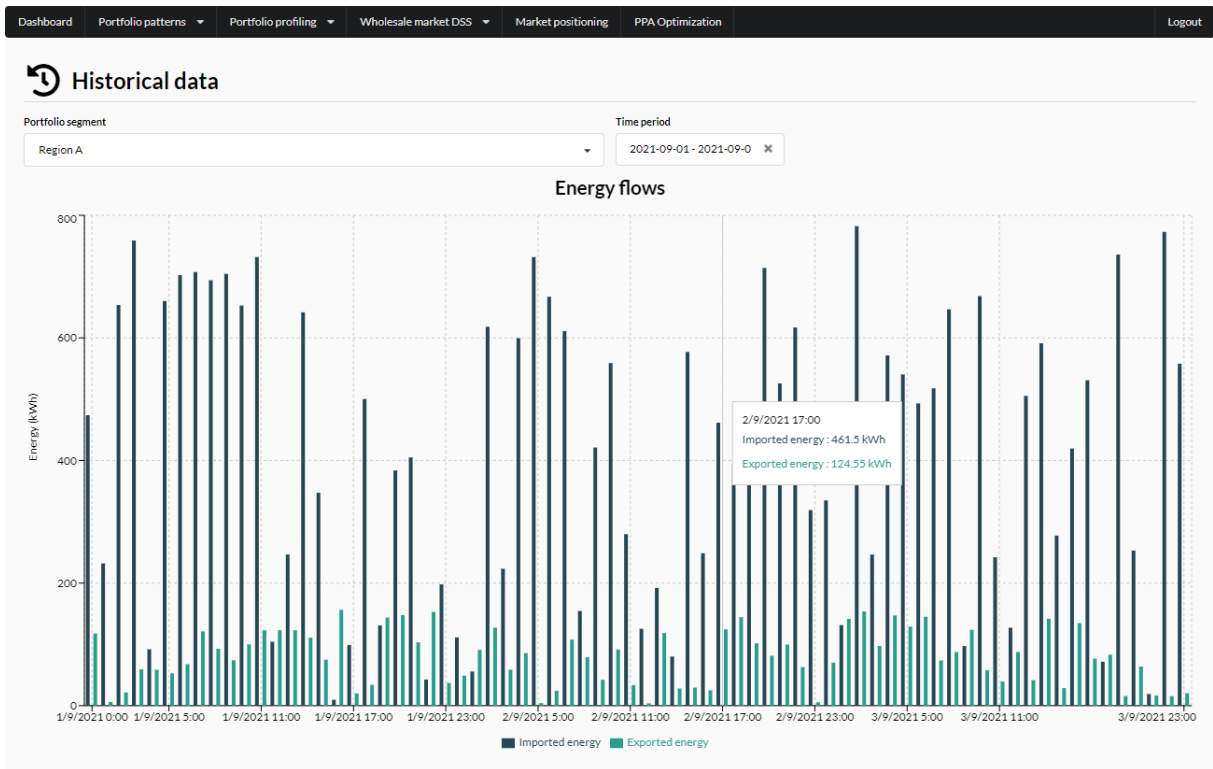 Dashboard Portfolio patterns Portfolio profiling Wholesale market DSS Market positioning PPA Optimization Logout
Historical data
Portfolio segment Time period
Region A 2021-09-01 - 2021-09-0
Energy flows
800
600
400
200
0
Energy (kWh)
2/9/2021 17:00
Imported energy : 461.5 kWh
Exported energy : 124.55 kWh
1/9/2021 0:00 1/9/2021 5:00 1/9/2021 11:00 1/9/2021 17:00 1/9/2021 23:00 2/9/2021 5:00 2/9/2021 11:00 2/9/2021 17:00 2/9/2021 23:00 3/9/2021 5:00 3/9/2021 11:00 3/9/2021 23:00
Imported energy Exported energy